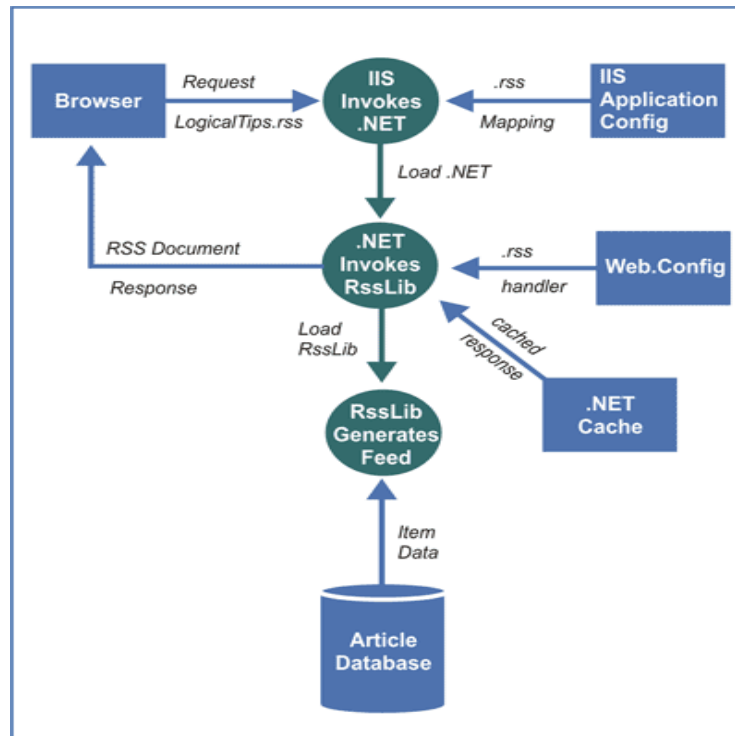 Browser
Request
LogicalTips.rss
IIS
Invokes
.NET
.rss
Mapping
IIS
Application
Config
Load .NET
RSS Document
Response
.NET
Invokes
RssLib
.rss
handler
Web.Config
cached
response
.NET
Cache
Load
RssLib
RssLib
Generates
Feed
Item
Data
Article
Database